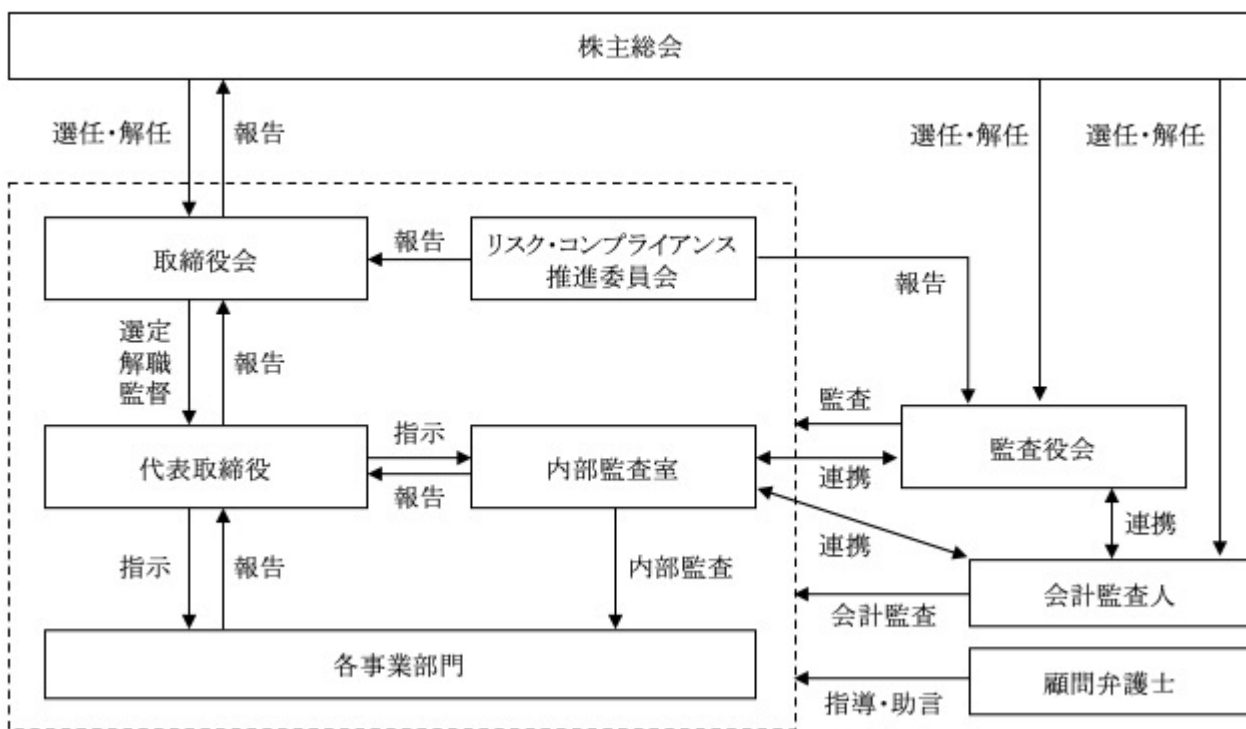 株主総会
選任・解任
報告
選任・解任
選任・解任
取締役会
報告
リスク・コンプライアンス
推進委員会
報告
選定
解職
監督
報告
監査
監査役会
代表取締役
指示
報告
内部監査室
連携
連携
連携
指示
報告
内部監査
会計監査人
会計監査
各事業部門
顧問弁護士
指導・助言